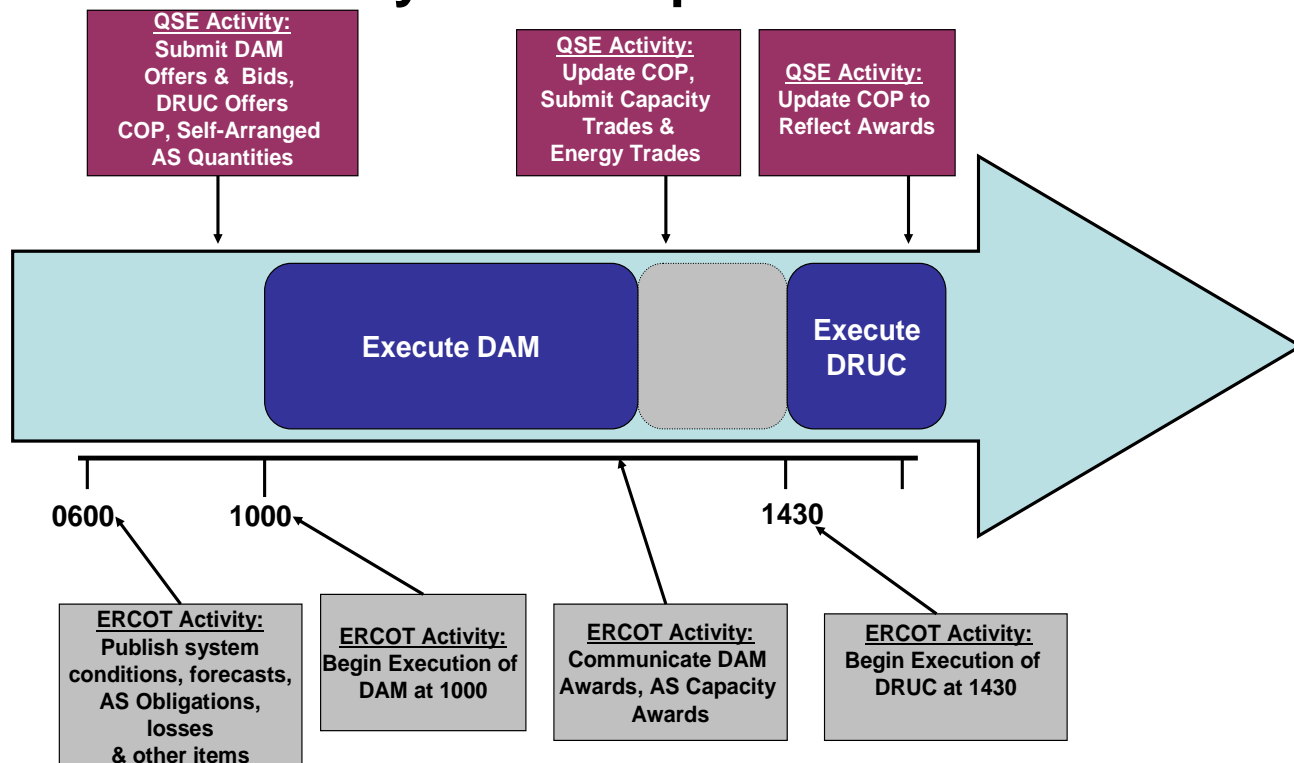 QSE Activity:
Submit DAM
Offers & Bids,
DRUC Offers
COP, Self-Arranged
AS Quantities
QSE Activity:
Update COP,
Submit Capacity
Trades &
Energy Trades
QSE Activity:
Update COP to
Reflect Awards
Execute DAM
Execute
DRUC
0600
1000
1430
ERCOT Activity:
Publish system
conditions, forecasts,
AS Obligations,
losses
& other items
ERCOT Activity:
Begin Execution of
DAM at 1000
ERCOT Activity:
Communicate DAM
Awards, AS Capacity
Awards
ERCOT Activity:
Begin Execution of
DRUC at 1430